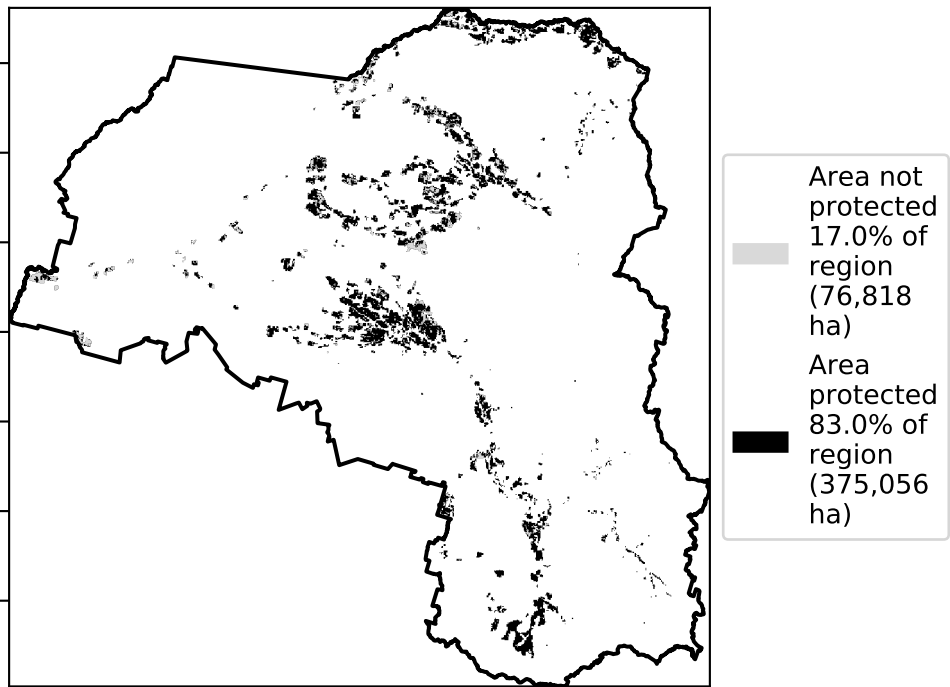 Area not
protected
17.0% of
region
(76,818
ha)
Area
protected
83.0% of
region
(375,056
ha)